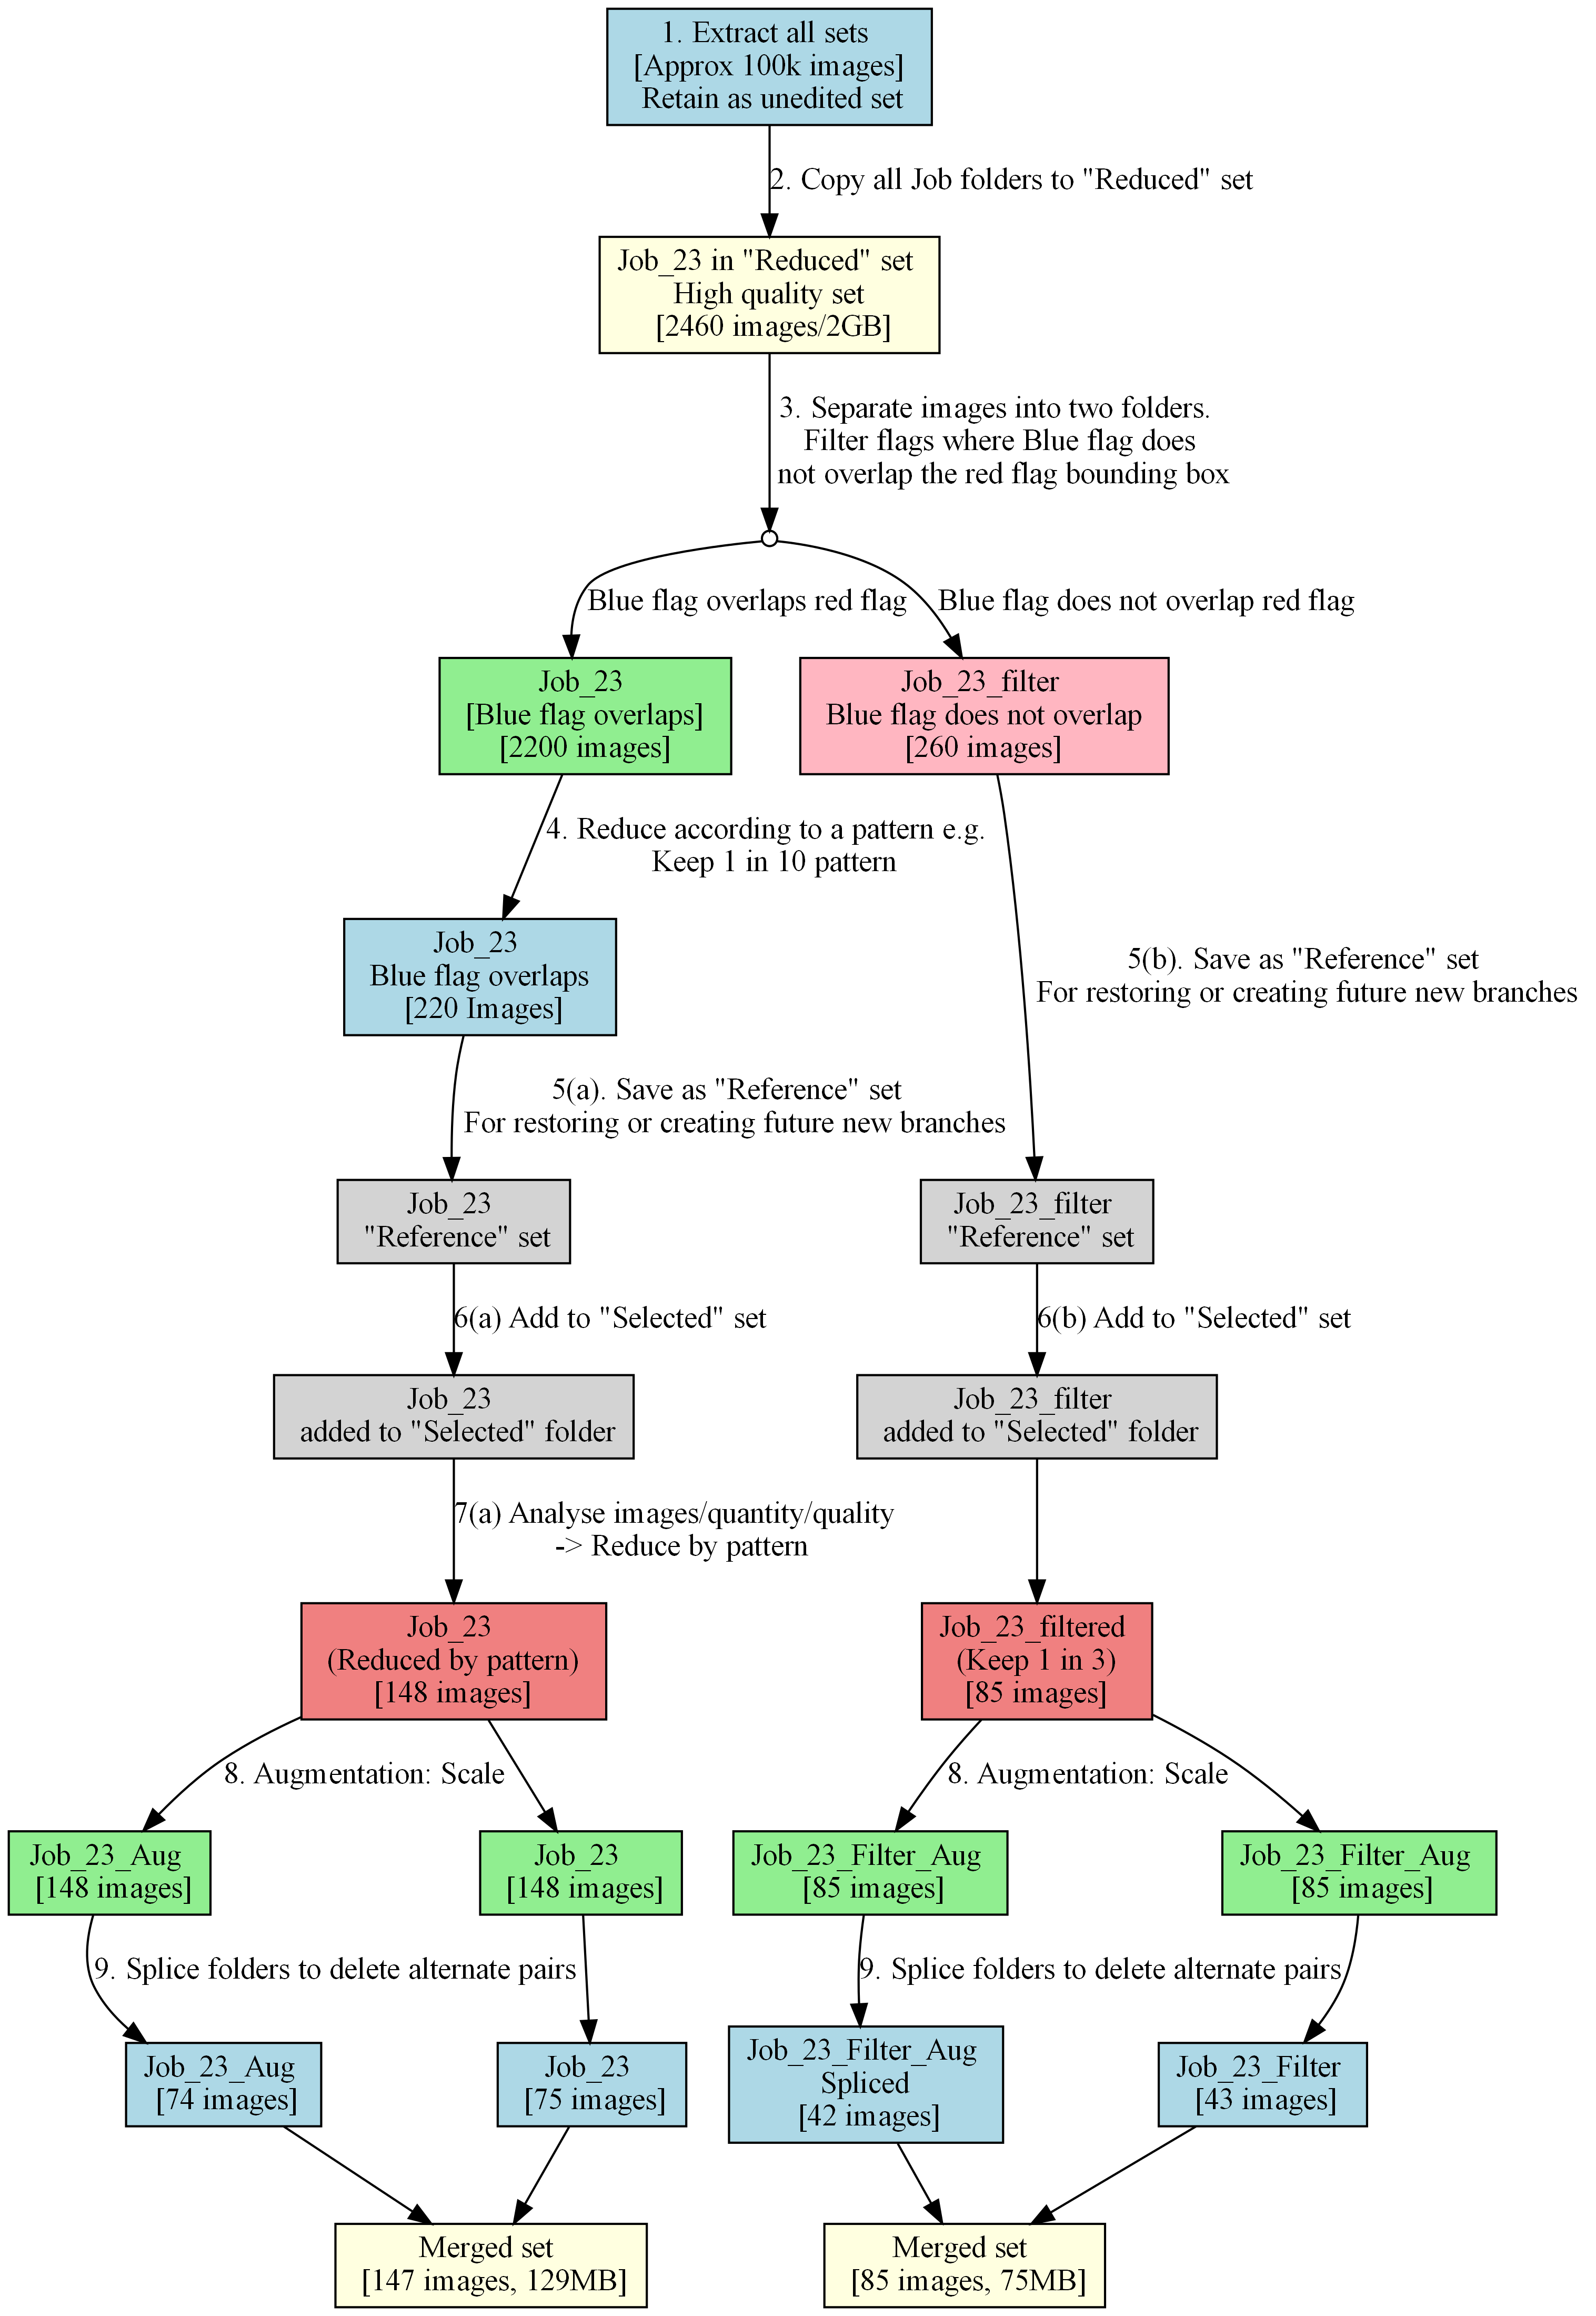 1. Extract all sets
[Approx 100k images]
Retain as unedited set
2. Copy all Job folders to "Reduced" set
Job_23 in "Reduced" set
High quality set
[2460 images/2GB]
3. Separate images into two folders.
Filter flags where Blue flag does
not overlap the red flag bounding box
Blue flag overlaps red flag
Blue flag does not overlap red flag
Job_23
[Blue flag overlaps]
[2200 images]
Job_23_filter
Blue flag does not overlap
[260 images]
4. Reduce according to a pattern e.g.
Keep 1 in 10 pattern
Job_23
Blue flag overlaps
[220 Images]
5(b). Save as "Reference" set
For restoring or creating future new branches
5(a). Save as "Reference" set
For restoring or creating future new branches
Job_23
"Reference" set
Job_23_filter
"Reference" set
6(a) Add to "Selected" set
6(b) Add to "Selected" set
Job_23
added to "Selected" folder
Job_23_filter
added to "Selected" folder
7(a) Analyse images/quantity/quality
-> Reduce by pattern
Job_23
(Reduced by pattern)
[148 images]
Job_23_filtered
(Keep 1 in 3)
[85 images]
8. Augmentation: Scale
8. Augmentation: Scale
Job_23_Aug
[148 images]
Job_23
[148 images]
Job_23_Filter_Aug
[85 images]
Job_23_Filter_Aug
[85 images]
9. Splice folders to delete alternate pairs
9. Splice folders to delete alternate pairs
Job_23_Aug
[74 images]
Job_23
[75 images]
Job_23_Filter_Aug
Spliced
[42 images]
Job_23_Filter
[43 images]
Merged set
[147 images, 129MB]
Merged set
[85 images, 75MB]